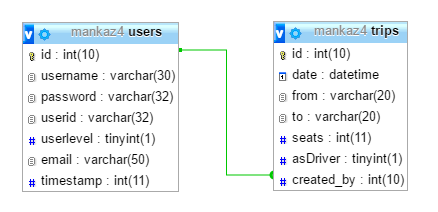 mankaz4 users
id : int(10)
username : varchar(30)
password : varchar(32)
userid : varchar(32)
userlevel : tinyint(1)
email : varchar(50)
timestamp : int(11)
mankaz4 trips
id : int(10)
date : datetime
from : varchar(20)
to : varchar(20)
seats : int(11)
asDriver : tinyint(1)
created_by : int(10)